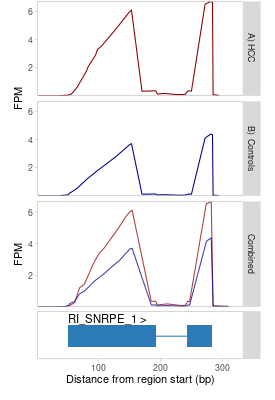 6
4
2
A) HCC
FPM
6
4
2
B) Controls
6
4
2
Combined
FPM
RI_SNRPE_1 >
100 200 300
Distance from region start (bp)